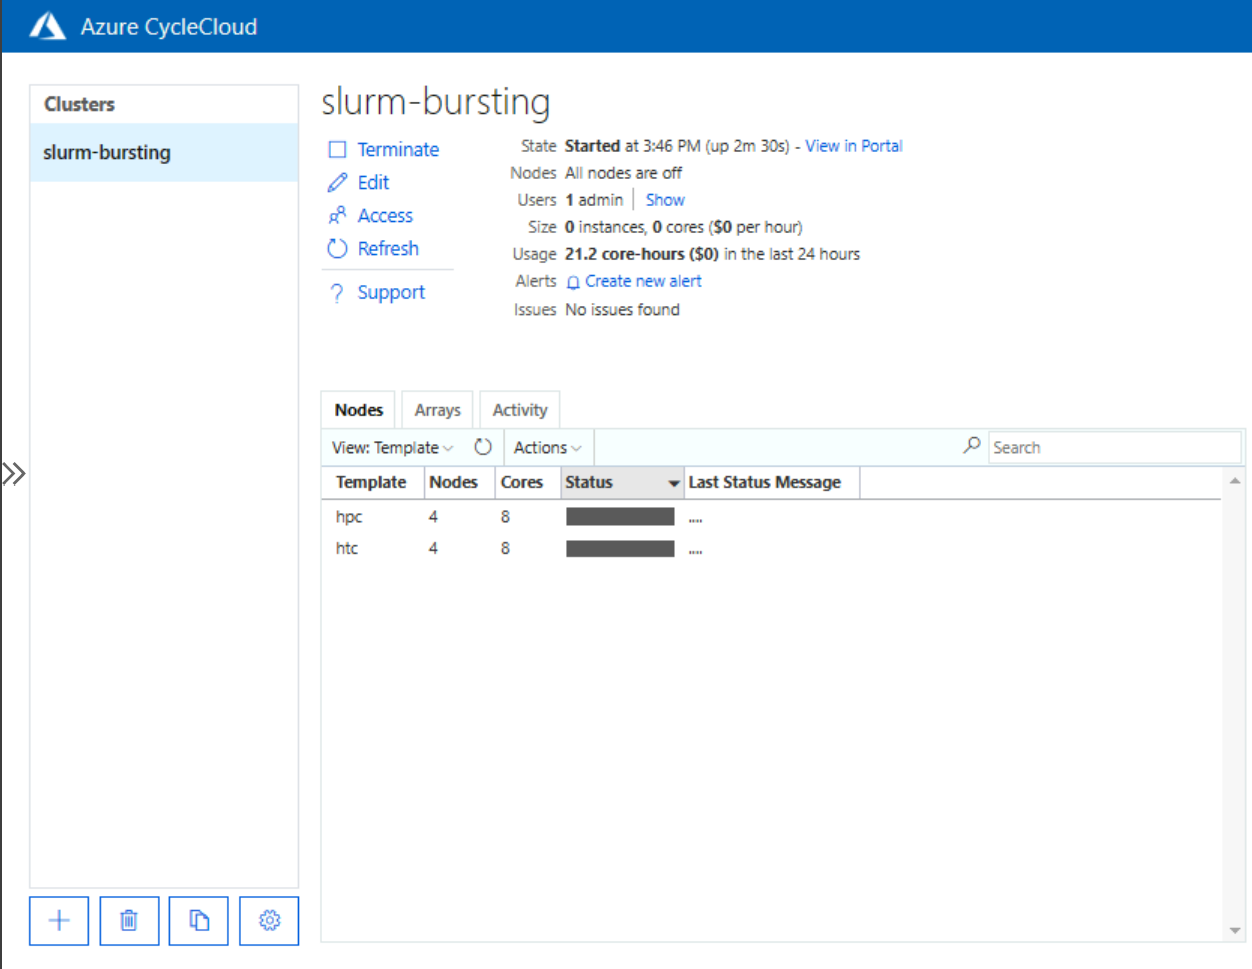 Azure CycleCloud
Clusters
slurm-bursting
slurm-bursting
Terminate
Edit
Access
Refresh
? Support
State Started at 3:46 PM (up 2m 30s) - View in Portal
Nodes All nodes are off
Users 1 admin | Show
Size 0 instances, 0 cores ($0 per hour)
Usage 21.2 core-hours ($0) in the last 24 hours
Alerts Create new alert
Issues No issues found
Nodes Arrays Activity
View: Template Actions Search
Template Nodes Cores Status Last Status Message
hpc 4 8 ....
htc 4 8 ....